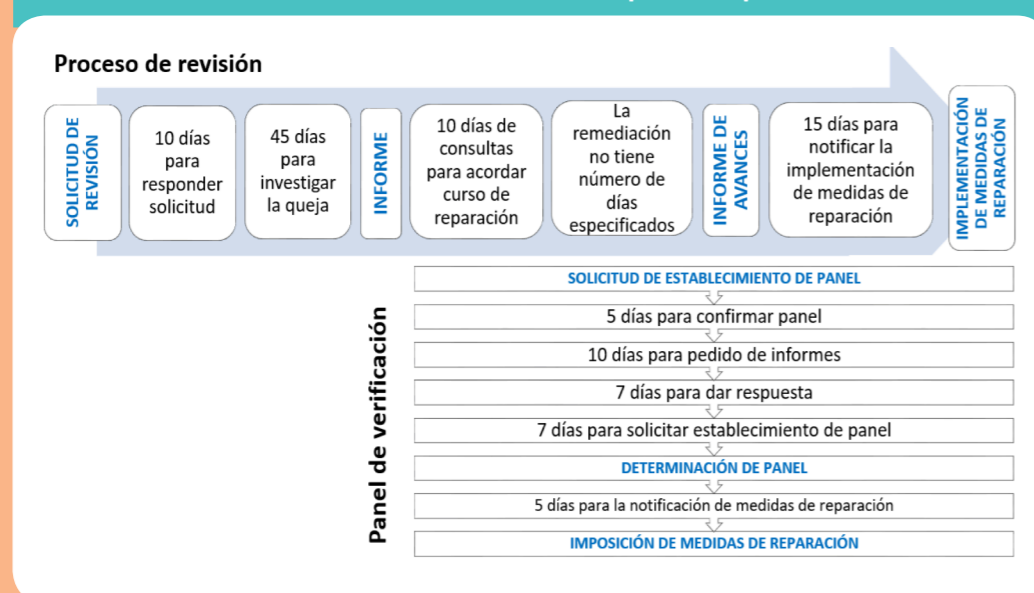 Proceso de revisión
SOLICITUD DE
REVISIÓN
10 días
para
responder
solicitud
45 días
para
investigar
la queja
INFORME
10 días de
consultas
para acordar
curso de
reparación
La
remediación
no tiene
número de
días
especificados
INFORME DE
AVANCES
15 días para
notificar la
implementación
de medidas de
reparación
IMPLEMENTACIÓN
DE MEDIDAS DE
REPARACIÓN
Panel de verificación
SOLICITUD DE ESTABLECIMIENTO DE PANEL
5 días para confirmar panel
10 días para pedido de informes
7 días para dar respuesta
7 días para solicitar establecimiento de panel
DETERMINACIÓN DE PANEL
5 días para la notificación de medidas de reparación
IMPOSICIÓN DE MEDIDAS DE REPARACIÓN